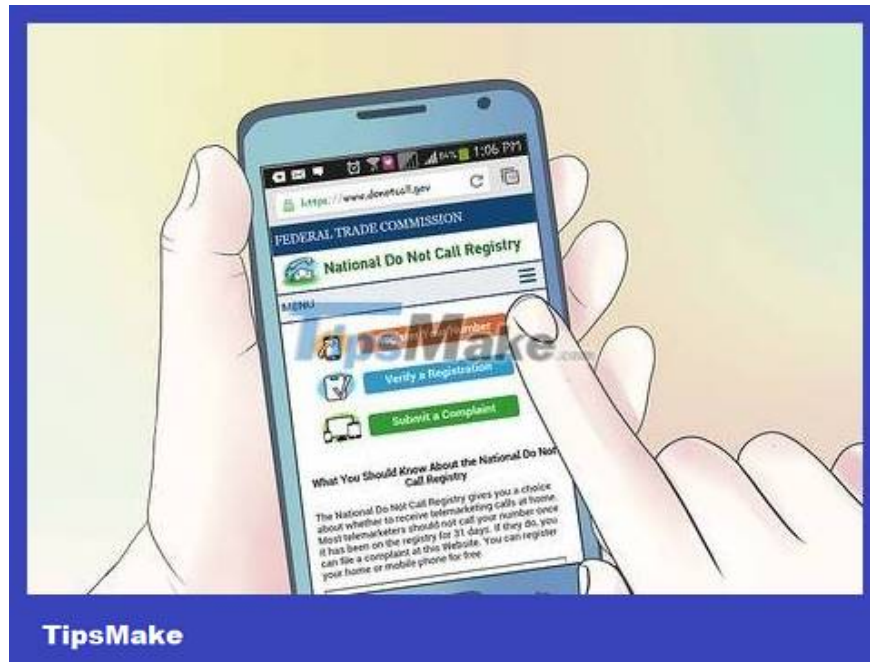 84% 1:06 PM
https://www.donotcall.gov
FEDERAL TRADE COMMISSION
National Do Not Call Registry
MENU
Number
TipsMake.com
Verify a Registration
Submit a Complaint
What You Should Know About the National Do Not
Call Registry
The National Do Not Call Registry gives you a choice
about whether to receive telemarketing calls at home.
Most telemarketers should not call your number once
it has been on the registry for 31 days. If they do, you
can file a complaint at this Website. You can register
your home or mobile phone for free
TipsMake